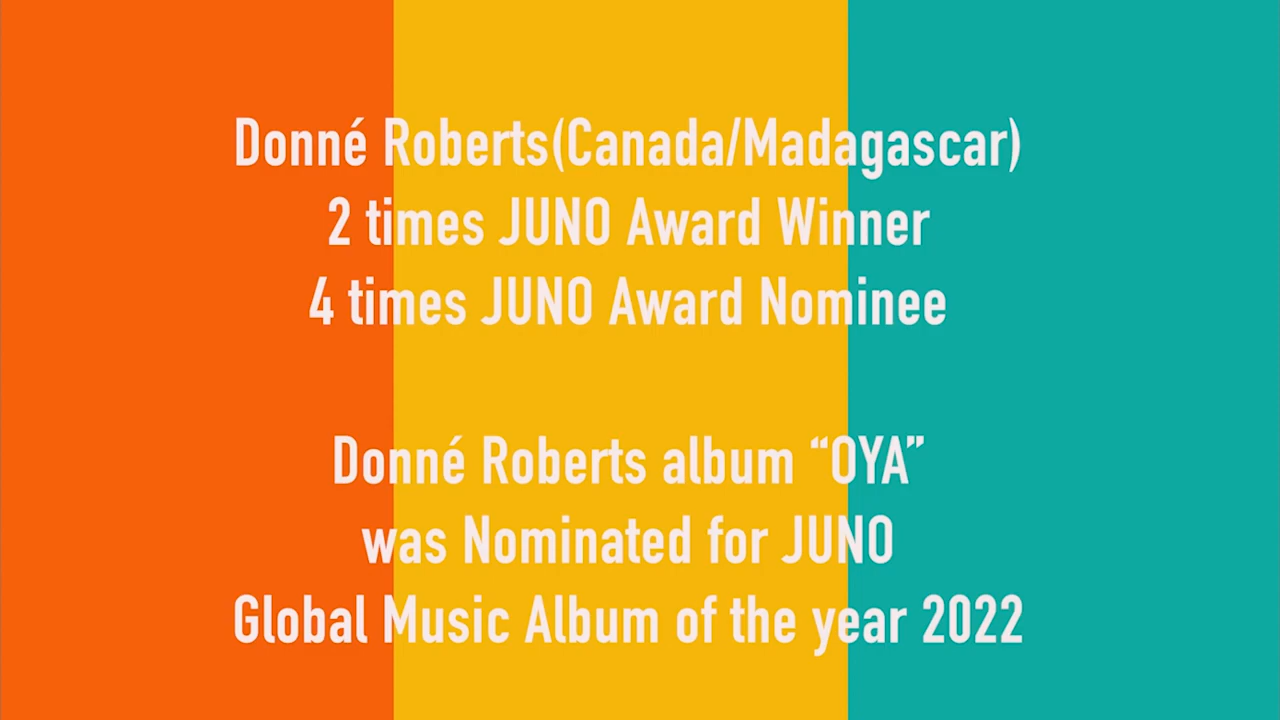 Donné Roberts(Canada/Madagascar)
2 times JUNO Award Winner
4 times JUNO Award Nominee
Donné Roberts album “OYA”
was Nominated for JUNO
Global Music Album of the year 2022